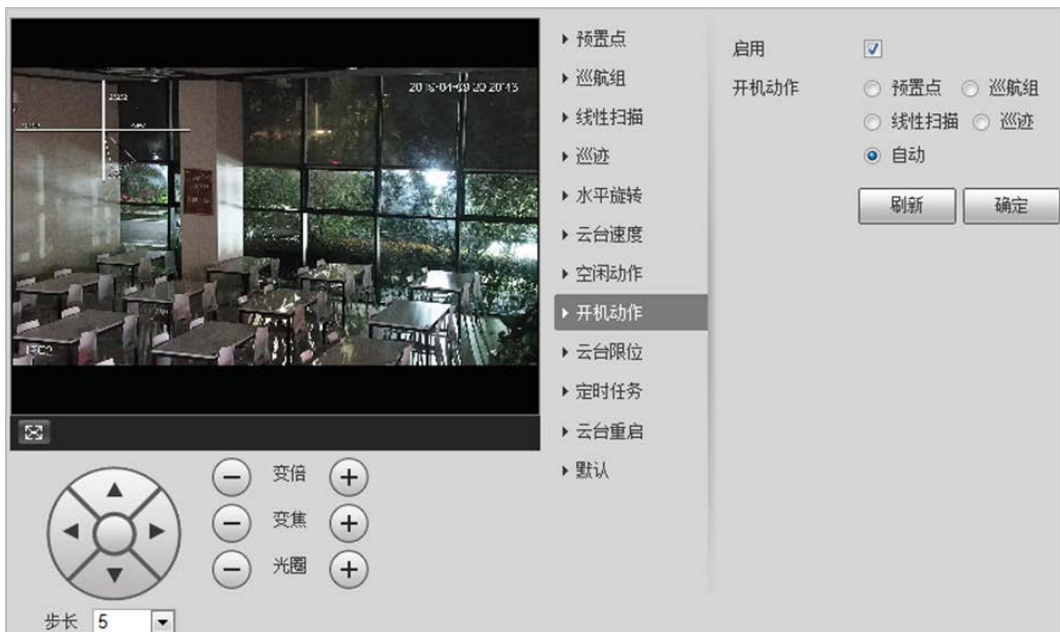 预置点
巡航组
线性扫描
巡迹
水平旋转
云台速度
空闲动作
开机动作
云台限位
定时任务
云台重启
默认
启用
开机动作
预置点 巡航组
线性扫描 巡迹
自动
刷新 确定
变倍
变焦
光圈
步长 5